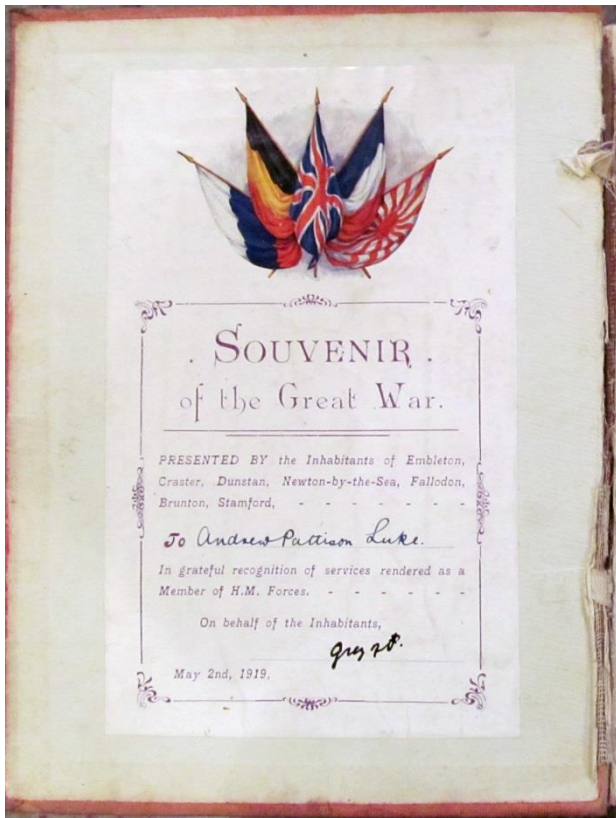 . SOUVENIR .
of the Great War.
PRESENTED BY the Inhabitants of Embleton,
Craster, Dunstan, Newton-by-the-Sea, Fallodon,
Brunton, Stamford, - - - - - - -
To Andrew Pattison Luke.
In grateful recognition of services rendered as a
Member of H.M. Forces. - - - - - -
On behalf of the Inhabitants,
May 2nd, 1919.